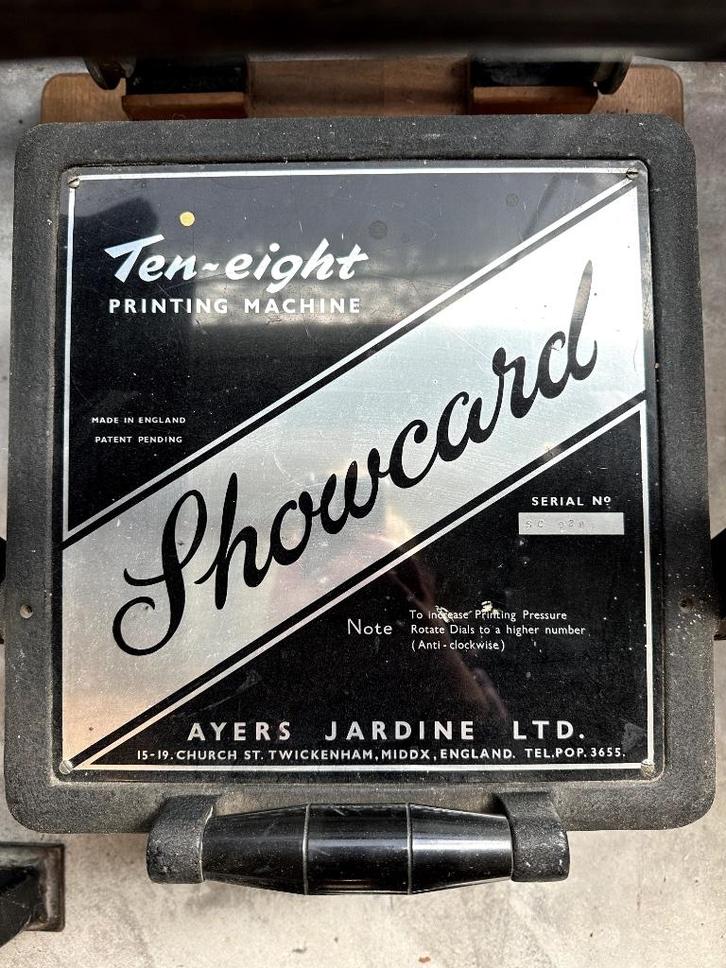 Ten-eight
PRINTING MACHINE
Showcard
MADE IN ENGLAND
PATENT PENDING
SERIAL Nº
SC
Note
To increase Printing Pressure
Rotate Dials to a higher number
(Anti-clockwise)
AYERS JARDINE LTD.
15-19. CHURCH ST. TWICKENHAM, MIDDX, ENGLAND. TEL.POP. 3655.